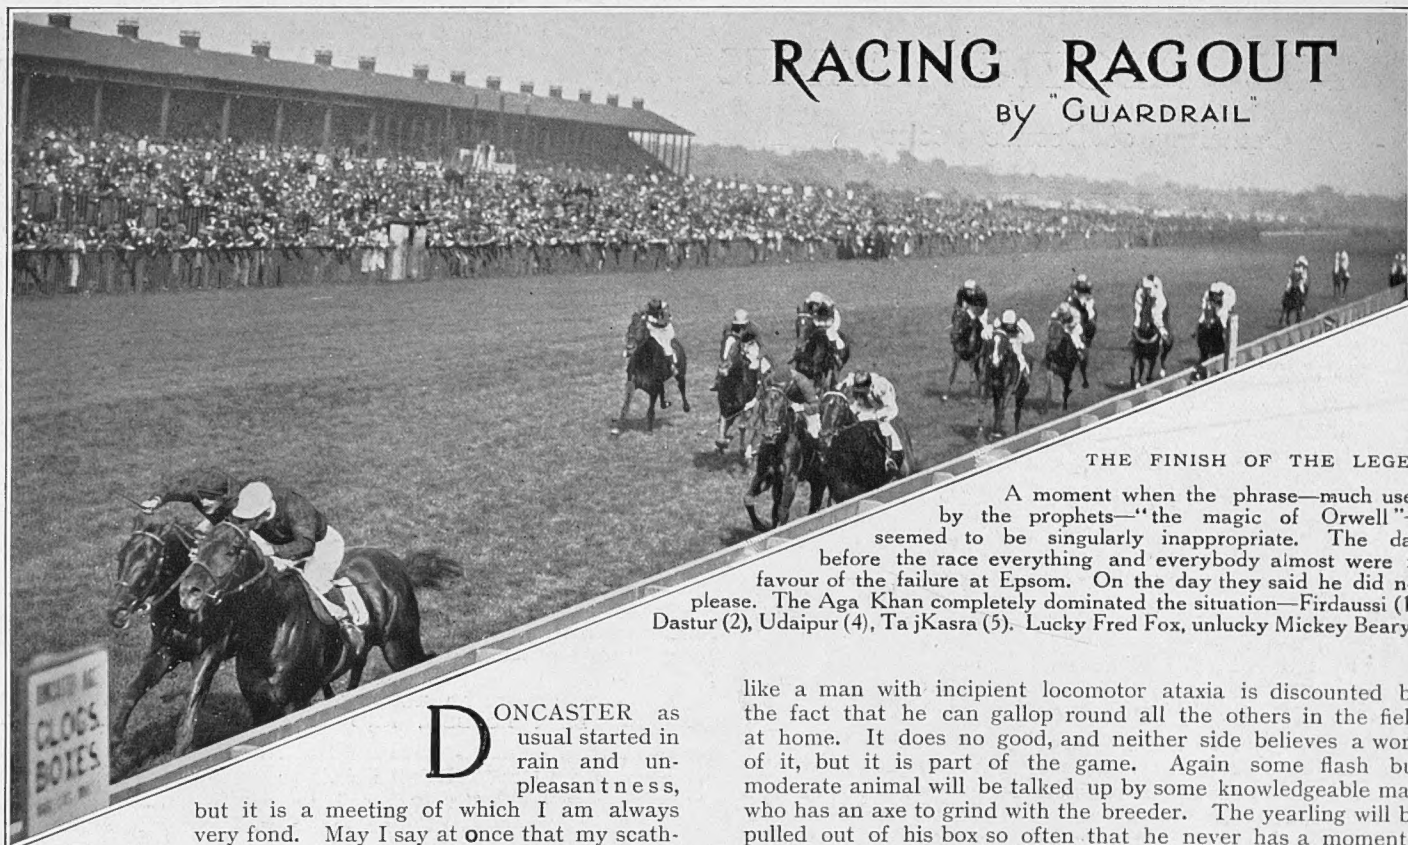 RACING RAGOUT
BY "GUARDRAIL"
THE FINISH OF THE LEGE
A moment when the phrase—much use
by the prophets—"the magic of Orwell"—
seemed to be singularly inappropriate. The da
before the race everything and everybody almost were
favour of the failure at Epsom. On the day they said he did n
please. The Aga Khan completely dominated the situation—Firdaussi (1
Dastur (2), Udaipur (4), Ta jKasra (5). Lucky Fred Fox, unlucky Mickey Beary
CLOGS.
BOXES.
DONCASTER as
usual started in
rain and un-
pleasantness,
but it is a meeting of which I am always
very fond. May I say at once that my scath-
like a man with incipient locomotor ataxia is discounted b
the fact that he can gallop round all the others in the fiel
at home. It does no good, and neither side believes a wor
of it, but it is part of the game. Again some flash bu
moderate animal will be talked up by some knowledgeable ma
who has an axe to grind with the breeder. The yearling will b
pulled out of his box so often that he never has a moment